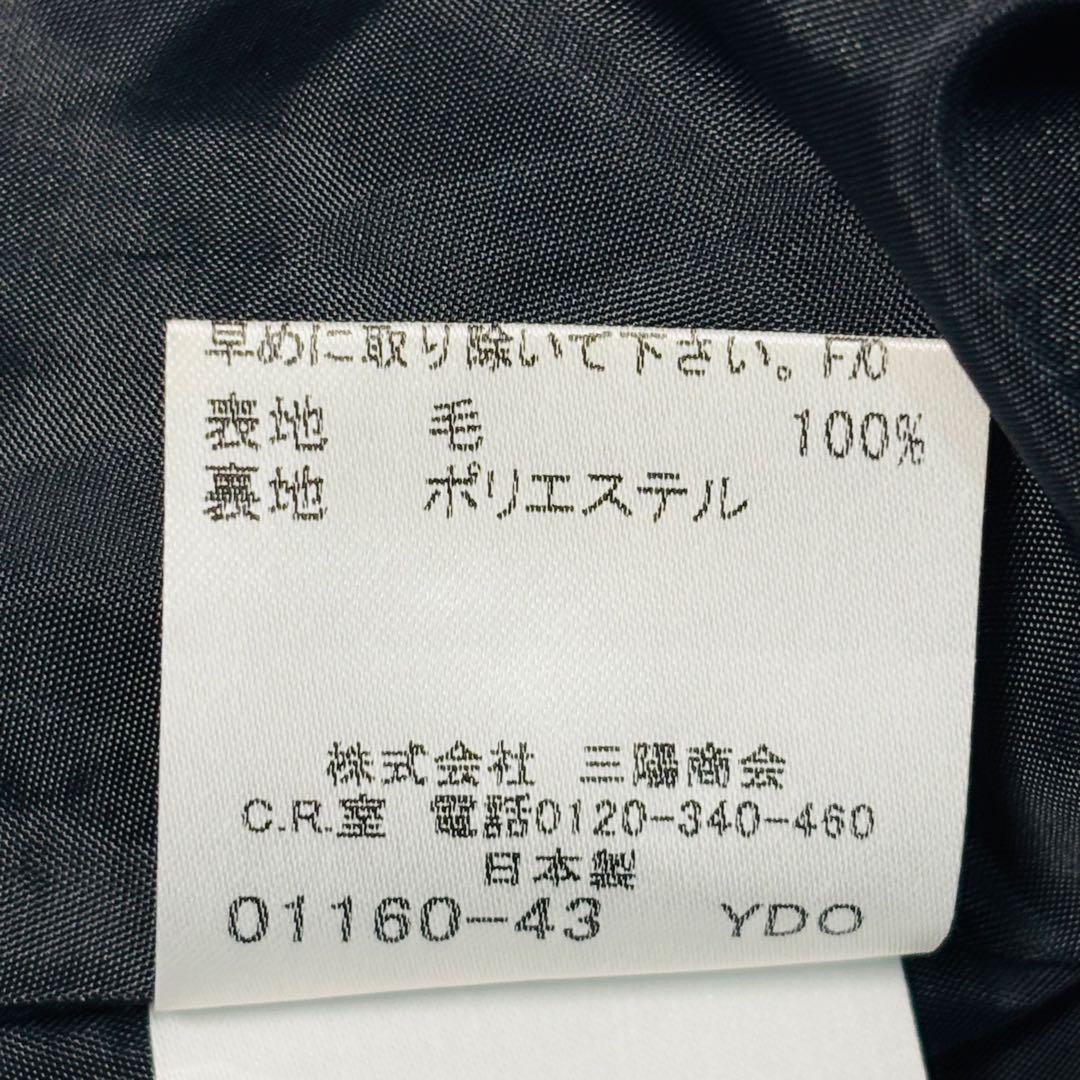 早めに取り除いて下さい。F/0
表地 毛 100%
裏地 ポリエステル
株式会社 三陽商会
C.R.室 電話0120-340-460
日本製
01160-43 YDO